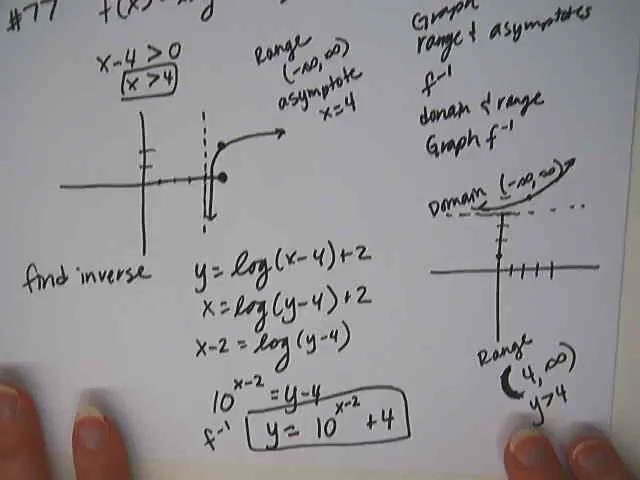 #77
x-4>0
x>4
Range
(-∞,∞)
asymptote
x=4
Graph
range & asymptotes
f⁻¹
domain & range
Graph f⁻¹
Domain (-∞,∞)
find inverse
y=log(x-4)+2
x=log(y-4)+2
x-2=log(y-4)
10^(x-2)=y-4
f⁻¹ y=10^(x-2)+4
Range
(4,∞)
y>4